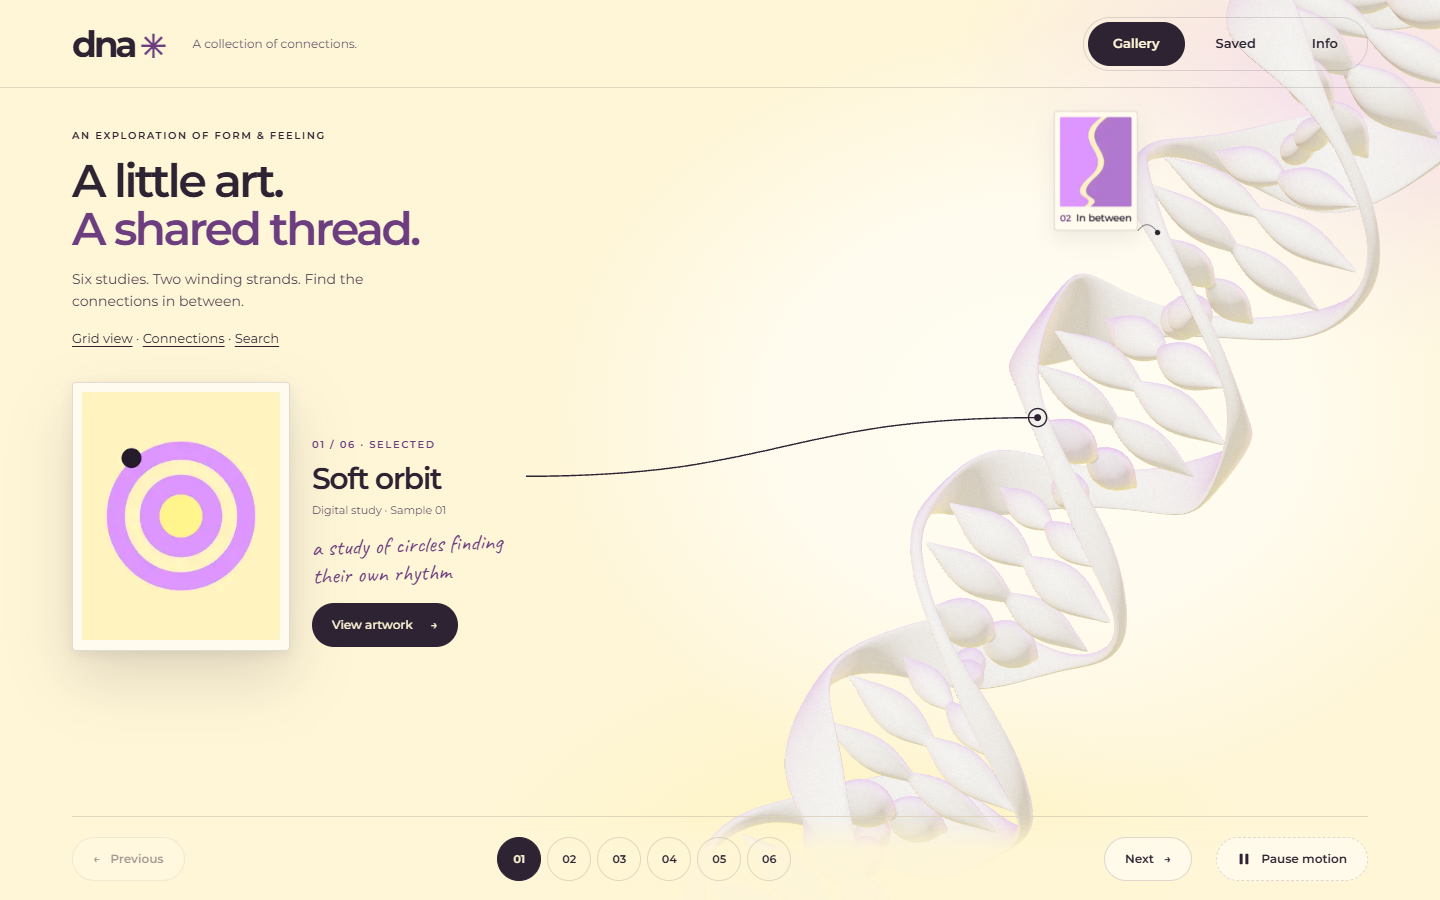 dna
A collection of connections.
Gallery
Saved
Info
AN EXPLORATION OF FORM & FEELING
A little art.
A shared thread.
Six studies. Two winding strands. Find the
connections in between.
Grid view · Connections · Search
02 In between
01 / 06 · SELECTED
Soft orbit
Digital study · Sample 01
a study of circles finding
their own rhythm
View artwork →
← Previous
01
02
03
04
05
06
Next →
Pause motion